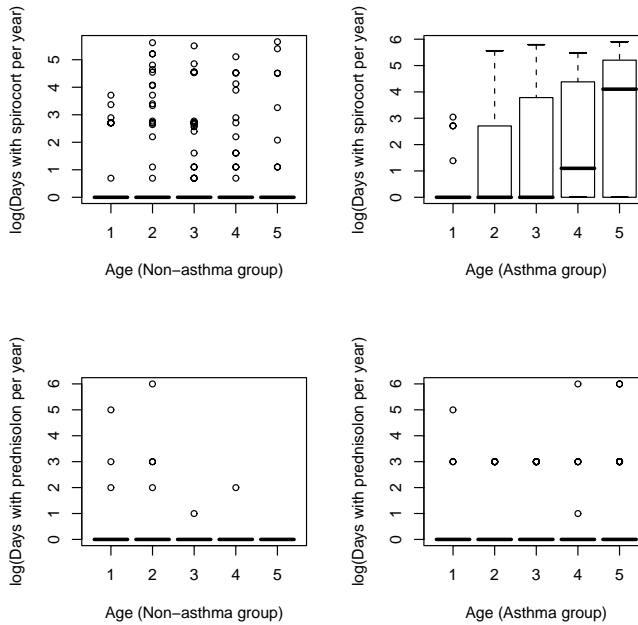 log(Days with spirocort per year)
5
4
3
2
1
0
1 2 3 4 5
Age (Non−asthma group)
log(Days with spirocort per year)
6
5
4
3
2
1
0
1 2 3 4 5
Age (Asthma group)
log(Days with prednisolon per year)
6
5
4
3
2
1
0
1 2 3 4 5
Age (Non−asthma group)
log(Days with prednisolon per year)
6
5
4
3
2
1
0
1 2 3 4 5
Age (Asthma group)